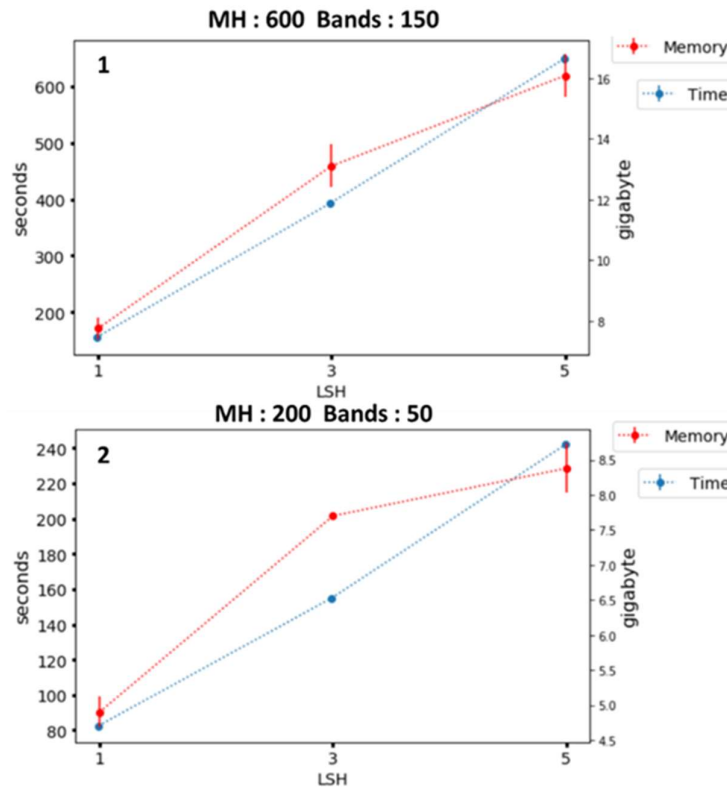 MH : 600 Bands : 150
1
Memory
Time
600
500
400
300
200
seconds
16
14
12
10
8
gigabyte
1 3 5
LSH
MH : 200 Bands : 50
2
Memory
Time
240
220
200
180
160
140
120
100
80
seconds
8.5
8.0
7.5
7.0
6.5
6.0
5.5
5.0
4.5
gigabyte
1 3 5
LSH